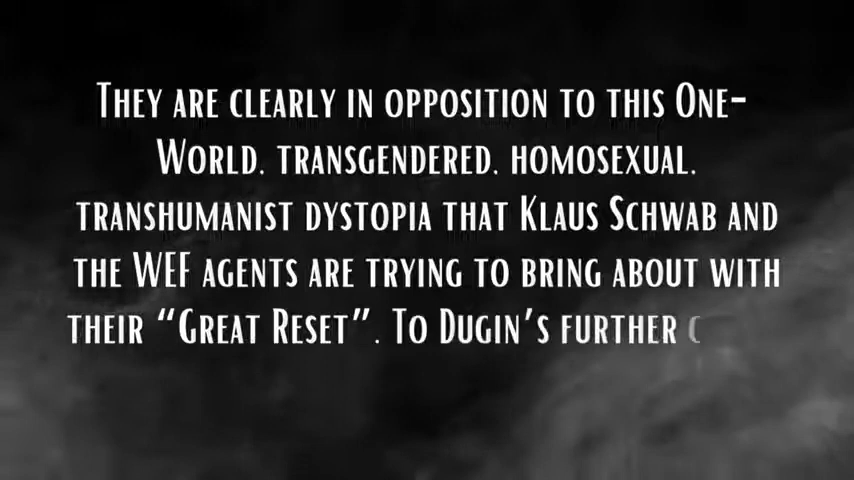 They are clearly in opposition to this One-
World, transgendered, homosexual,
transhumanist dystopia that Klaus Schwab and
the WEF agents are trying to bring about with
their “Great Reset”. To Dugin’s further